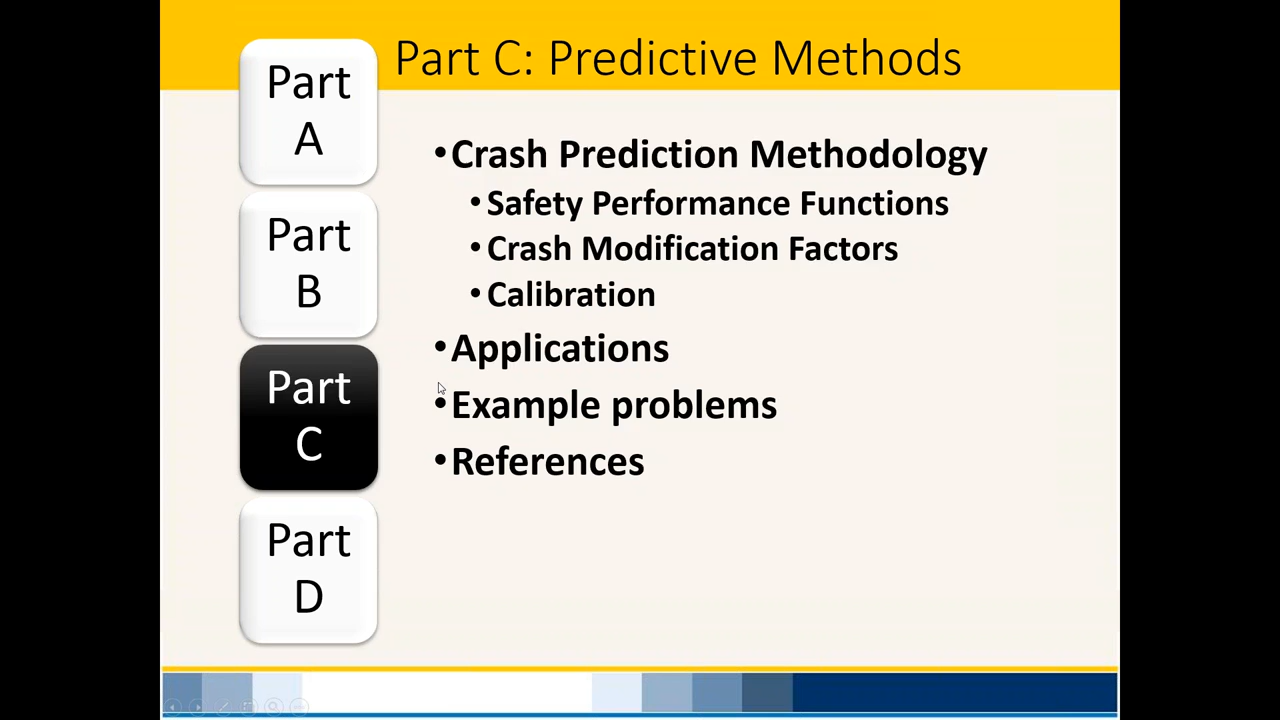 Part C: Predictive Methods
Part
A
Part
B
Part
C
Part
D
•Crash Prediction Methodology
•Safety Performance Functions
•Crash Modification Factors
•Calibration
•Applications
•Example problems
•References